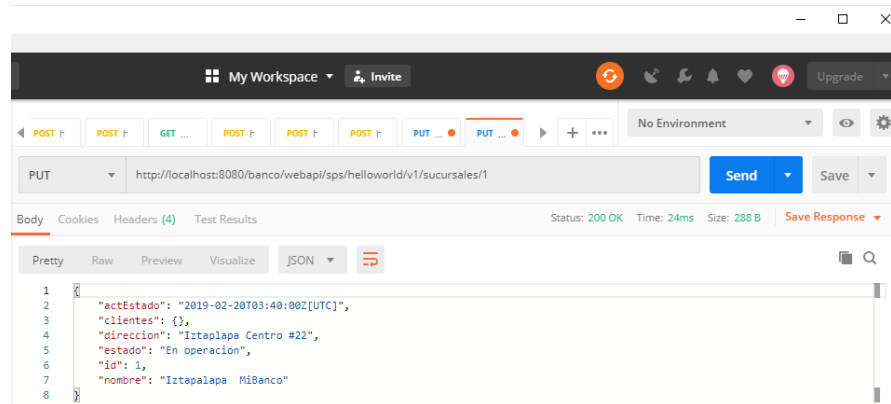 My Workspace Invite Upgrade
POST POST GET ... POST POST POST PUT ... PUT ... + ••• No Environment
PUT http://localhost:8080/banco/webapi/sps/helloworld/v1/sucursales/1 Send Save
Body Cookies Headers (4) Test Results Status: 200 OK Time: 24ms Size: 288 B Save Response
Pretty Raw Preview Visualize JSON
1 {
2 "actEstado": "2019-02-20T03:40:00Z[UTC]",
3 "clientes": {},
4 "direccion": "Iztaplapa Centro #22",
5 "estado": "En operacion",
6 "id": 1,
7 "nombre": "Iztapalapa  MiBanco"
8 }